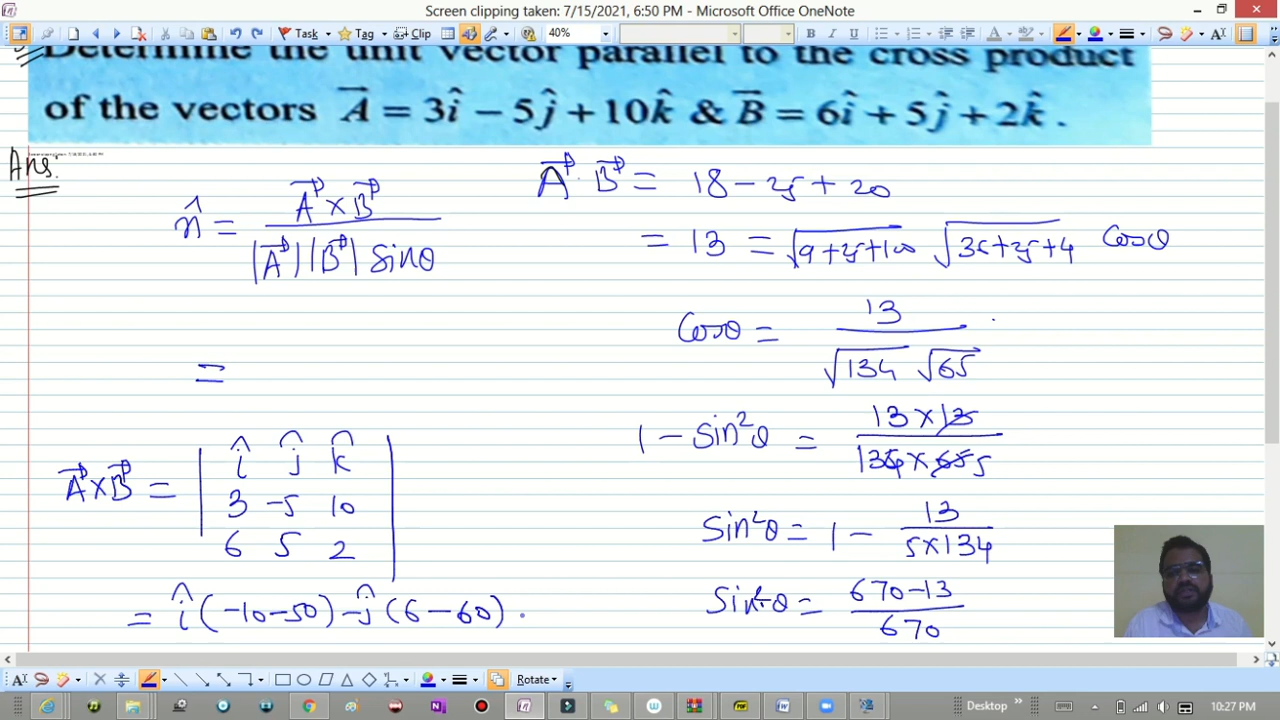 Screen clipping taken: 7/15/2021, 6:50 PM - Microsoft Office OneNote
Task Tag Clip 40% B I U
Determine the unit vector parallel to the cross product
of the vectors A⃗ = 3î − 5ĵ + 10k̂ & B⃗ = 6î + 5ĵ + 2k̂ .
Ans:
n̂ = A⃗ × B⃗ / |A⃗| |B⃗| Sinθ
=
A⃗×B⃗ = | î ĵ k̂ |
3 -5 10
6 5 2
= î (-10-50) -ĵ (6-60)
A⃗ · B⃗ = 18 - 25 + 20
= 13 = √9+25+100 √36+25+4 Cosθ
Cosθ = 13 / √134 √65
1 - Sin²θ = 13 × 13 / 134 × 65 5
Sin²θ = 1 - 13 / 5×134
Sin²θ = 670-13 / 670
Rotate
Desktop
10:27 PM